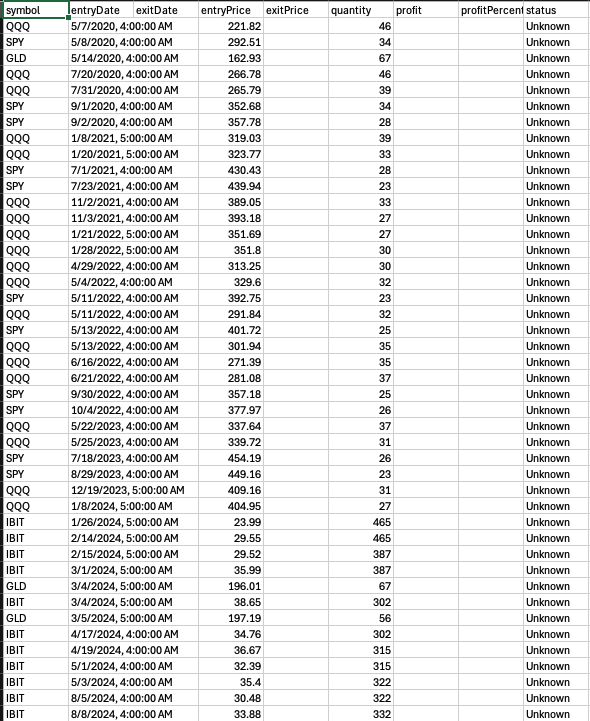 symbol entryDate exitDate entryPrice exitPrice quantity profit profitPercent status
QQQ 5/7/2020, 4:00:00 AM 221.82 46 Unknown
SPY 5/8/2020, 4:00:00 AM 292.51 34 Unknown
GLD 5/14/2020, 4:00:00 AM 162.93 67 Unknown
QQQ 7/20/2020, 4:00:00 AM 266.78 46 Unknown
QQQ 7/31/2020, 4:00:00 AM 265.79 39 Unknown
SPY 9/1/2020, 4:00:00 AM 352.68 34 Unknown
SPY 9/2/2020, 4:00:00 AM 357.78 28 Unknown
QQQ 1/8/2021, 5:00:00 AM 319.03 39 Unknown
QQQ 1/20/2021, 5:00:00 AM 323.77 33 Unknown
SPY 7/1/2021, 4:00:00 AM 430.43 28 Unknown
SPY 7/23/2021, 4:00:00 AM 439.94 23 Unknown
QQQ 11/2/2021, 4:00:00 AM 389.05 33 Unknown
QQQ 11/3/2021, 4:00:00 AM 393.18 27 Unknown
QQQ 1/21/2022, 5:00:00 AM 351.69 27 Unknown
QQQ 1/28/2022, 5:00:00 AM 351.8 30 Unknown
QQQ 4/29/2022, 4:00:00 AM 313.25 30 Unknown
QQQ 5/4/2022, 4:00:00 AM 329.6 32 Unknown
SPY 5/11/2022, 4:00:00 AM 392.75 23 Unknown
QQQ 5/11/2022, 4:00:00 AM 291.84 32 Unknown
SPY 5/13/2022, 4:00:00 AM 401.72 25 Unknown
QQQ 5/13/2022, 4:00:00 AM 301.94 35 Unknown
QQQ 6/16/2022, 4:00:00 AM 271.39 35 Unknown
QQQ 6/21/2022, 4:00:00 AM 281.08 37 Unknown
SPY 9/30/2022, 4:00:00 AM 357.18 25 Unknown
SPY 10/4/2022, 4:00:00 AM 377.97 26 Unknown
QQQ 5/22/2023, 4:00:00 AM 337.64 37 Unknown
QQQ 5/25/2023, 4:00:00 AM 339.72 31 Unknown
SPY 7/18/2023, 4:00:00 AM 454.19 26 Unknown
SPY 8/29/2023, 4:00:00 AM 449.16 23 Unknown
QQQ 12/19/2023, 5:00:00 AM 409.16 31 Unknown
QQQ 1/8/2024, 5:00:00 AM 404.95 27 Unknown
IBIT 1/26/2024, 5:00:00 AM 23.99 465 Unknown
IBIT 2/14/2024, 5:00:00 AM 29.55 465 Unknown
IBIT 2/15/2024, 5:00:00 AM 29.52 387 Unknown
IBIT 3/1/2024, 5:00:00 AM 35.99 387 Unknown
GLD 3/4/2024, 5:00:00 AM 196.01 67 Unknown
IBIT 3/4/2024, 5:00:00 AM 38.65 302 Unknown
GLD 3/5/2024, 5:00:00 AM 197.19 56 Unknown
IBIT 4/17/2024, 4:00:00 AM 34.76 302 Unknown
IBIT 4/19/2024, 4:00:00 AM 36.67 315 Unknown
IBIT 5/1/2024, 4:00:00 AM 32.39 315 Unknown
IBIT 5/3/2024, 4:00:00 AM 35.4 322 Unknown
IBIT 8/5/2024, 4:00:00 AM 30.48 322 Unknown
IBIT 8/8/2024, 4:00:00 AM 33.88 332 Unknown